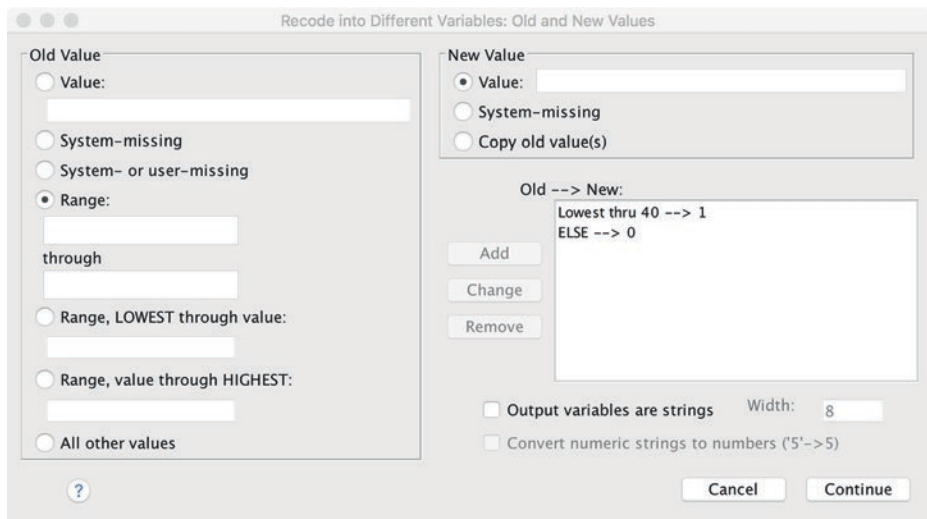 Recode into Different Variables: Old and New Values
Old Value
Value:
System-missing
System- or user-missing
Range:
through
Range, LOWEST through value:
Range, value through HIGHEST:
All other values
New Value
Value:
System-missing
Copy old value(s)
Old --> New:
Lowest thru 40 --> 1
ELSE --> 0
Add
Change
Remove
Output variables are strings
Width:
8
Convert numeric strings to numbers ('5'->5)
?
Cancel
Continue